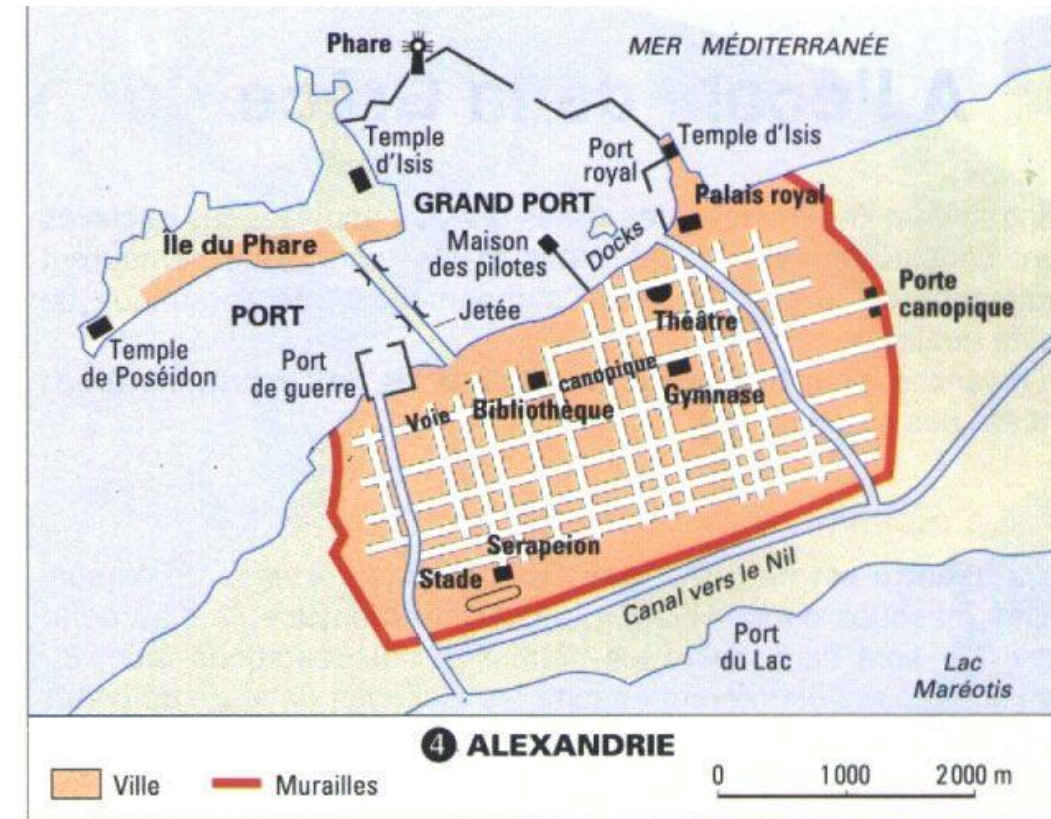 Phare
MER MÉDITERRANÉE
Temple
d'Isis
Port
royal
Temple d'Isis
GRAND PORT
Palais royal
Île du Phare
Maison
des pilotes
Docks
Porte
canopique
PORT
Jetée
Théâtre
Temple
de Poséidon
Port
de guerre
Voie canopique
Bibliothèque
Gymnase
Serapeion
Stade
Canal vers le Nil
Port
du Lac
Lac
Maréotis
4 ALEXANDRIE
Ville
Murailles
0 1000 2000 m